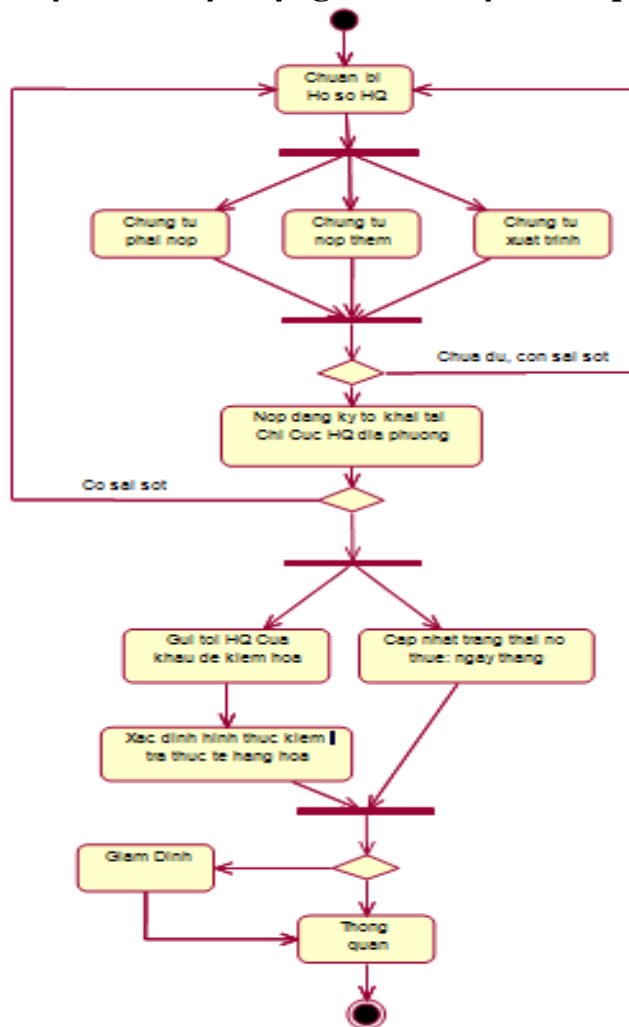 Chuan bi
Ho so HQ
Chung tu
phai nop
Chung tu
nop them
Chung tu
xuat trinh
Chua du, con sai sot
Nop dang ky to khai tai
Chi Cuc HQ dia phuong
Co sai sot
Gui toi HQ Cua
khau de kiem hoa
Cap nhat trang thai no
thue: ngay thang
Xac dinh hinh thuc kiem
tra thuc te hang hoa
Giam Dinh
Thong
quan